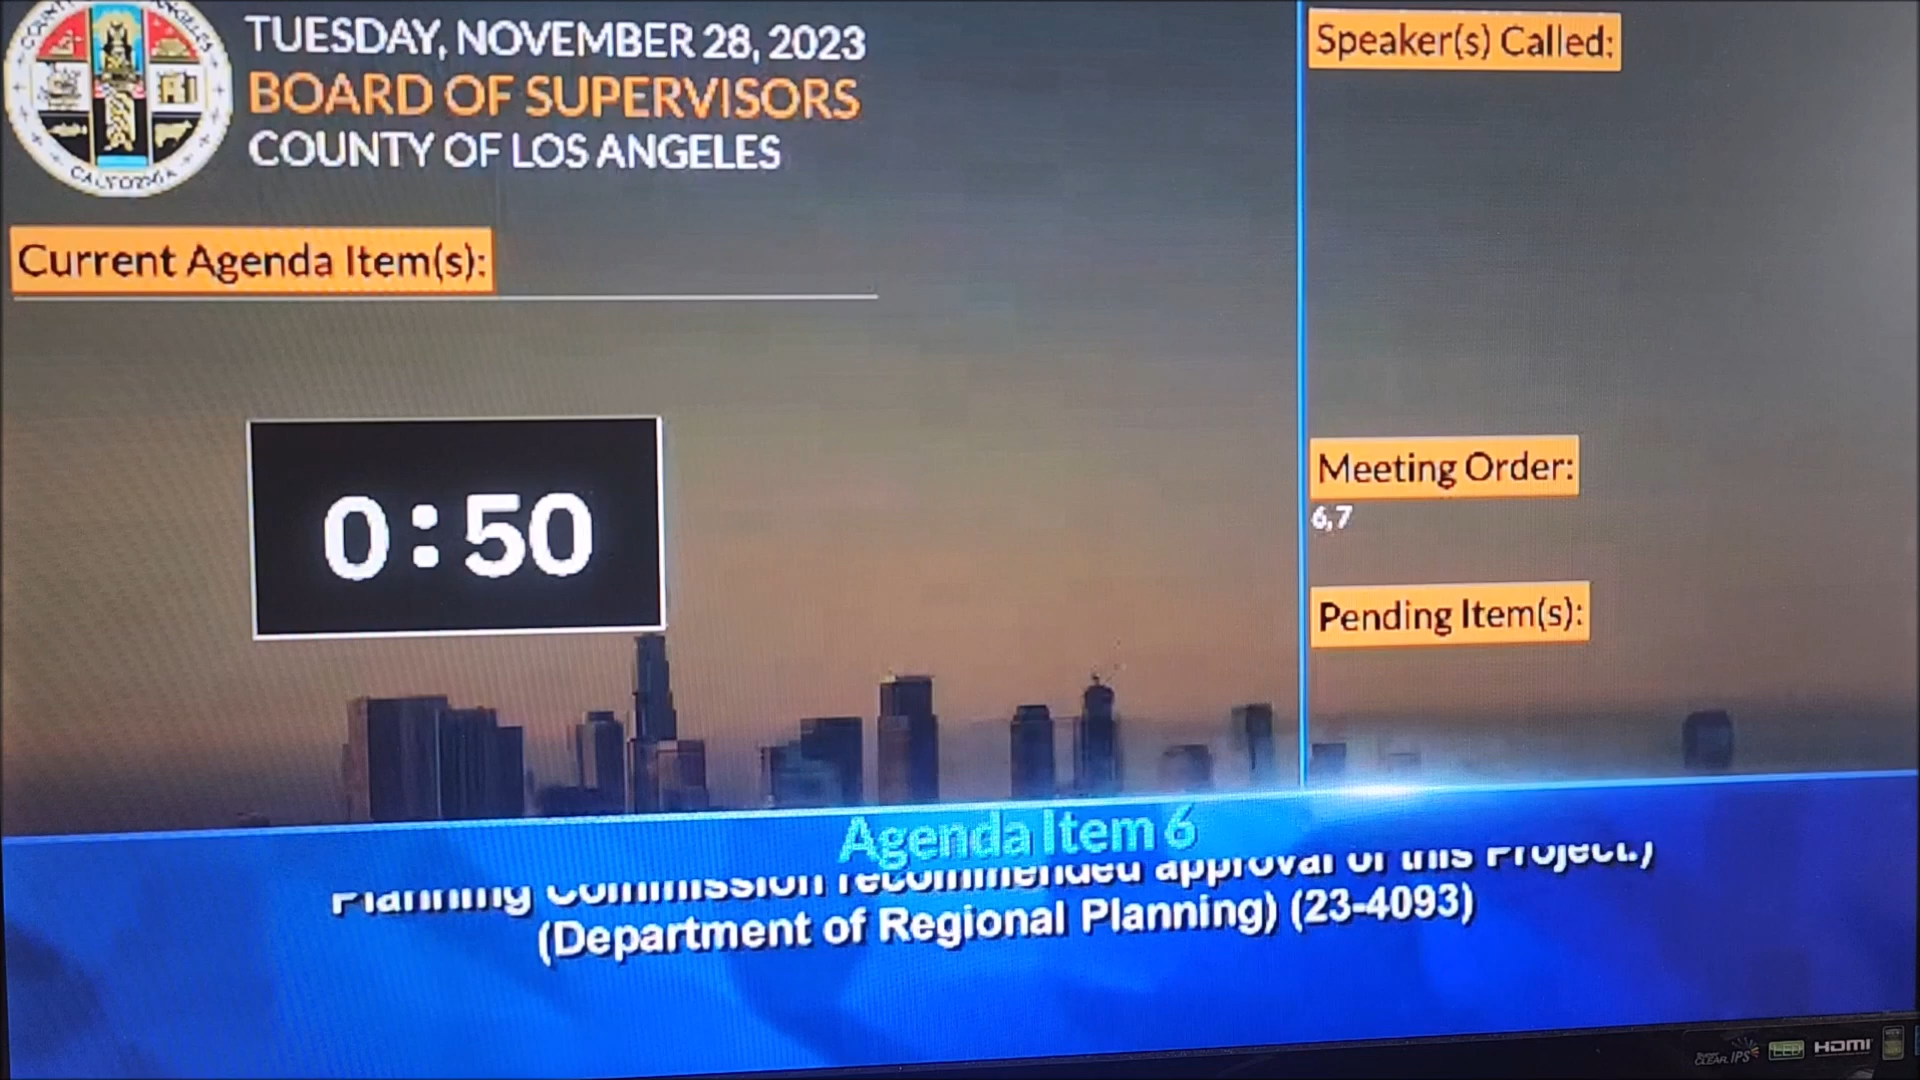 TUESDAY, NOVEMBER 28, 2023
BOARD OF SUPERVISORS
COUNTY OF LOS ANGELES
Current Agenda Item(s):
0:50
Speaker(s) Called:
Meeting Order:
6,7
Pending Item(s):
Agenda Item 6
Planning Commission recommended approval of this Project.)
(Department of Regional Planning) (23-4093)
IPS
LED
HDMI